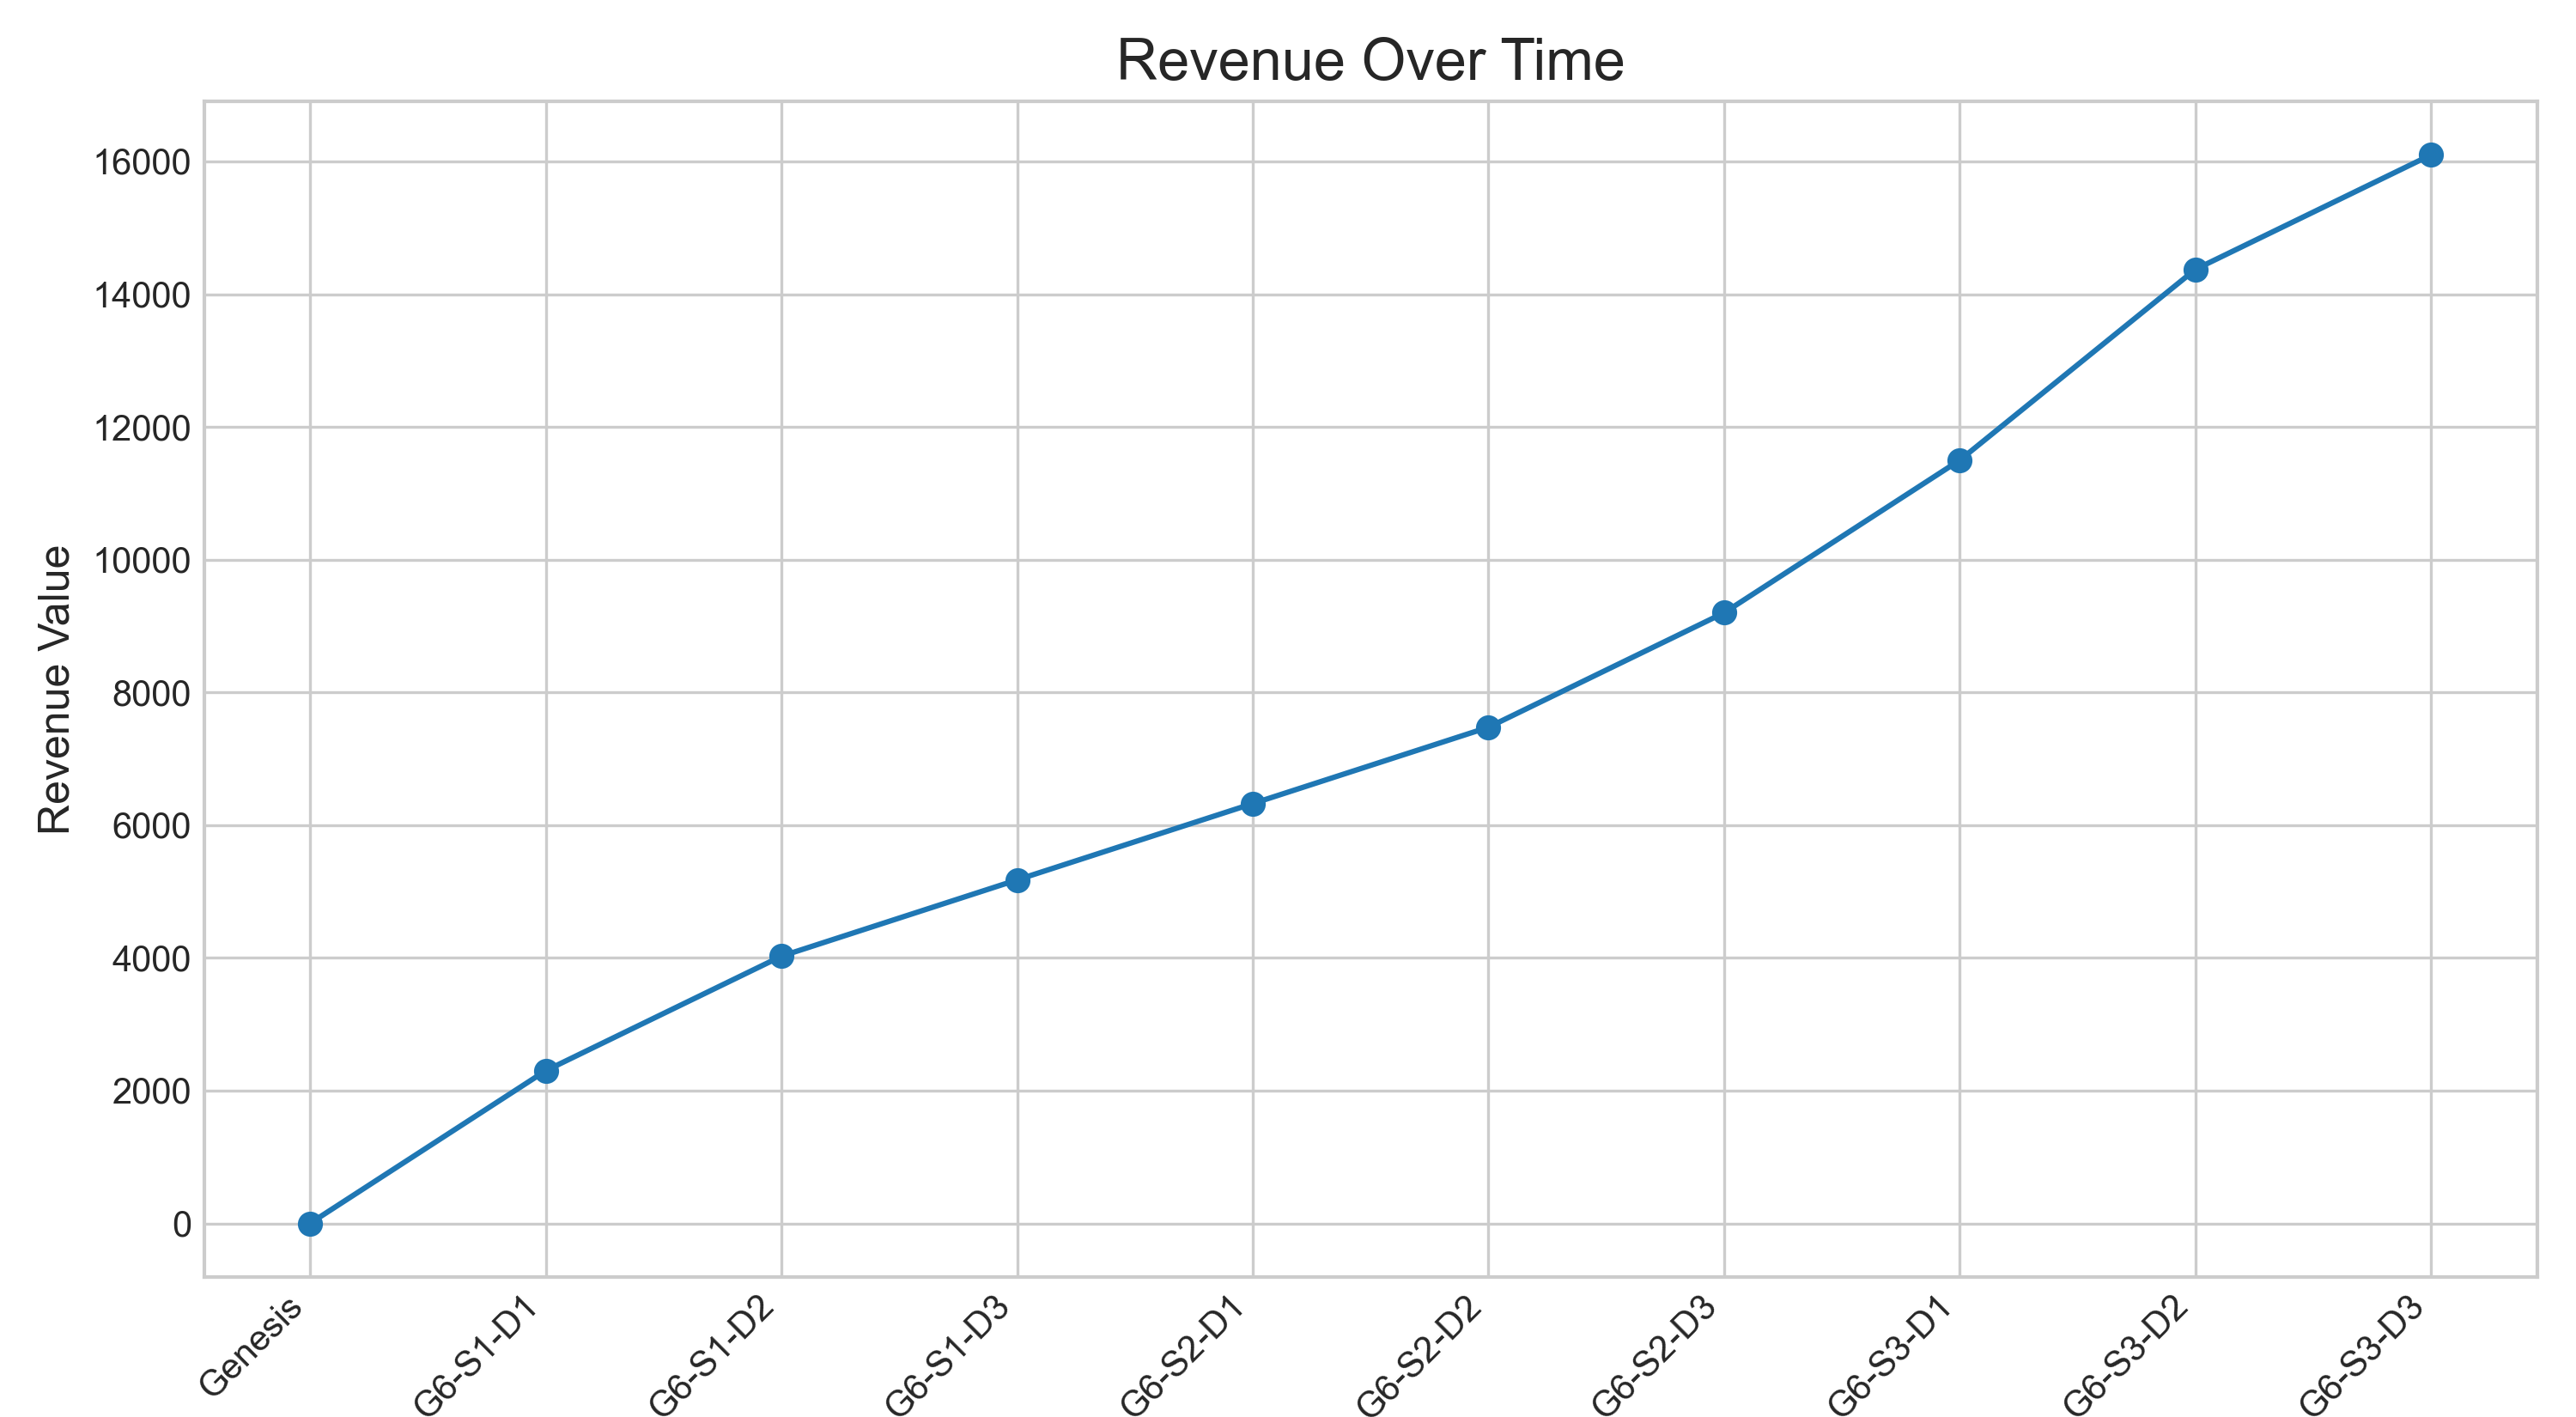 Revenue Over Time
Revenue Value
16000
14000
12000
10000
8000
6000
4000
2000
0
Genesis
G6-S1-D1
G6-S1-D2
G6-S1-D3
G6-S2-D1
G6-S2-D2
G6-S2-D3
G6-S3-D1
G6-S3-D2
G6-S3-D3